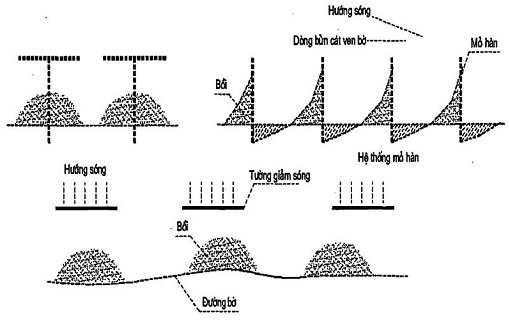 Hướng sóng
Dòng bùn cát ven bờ
Mỏ hàn
Bồi
Hệ thống mỏ hàn
Hướng sóng
Tường giảm sóng
Bồi
Đường bờ